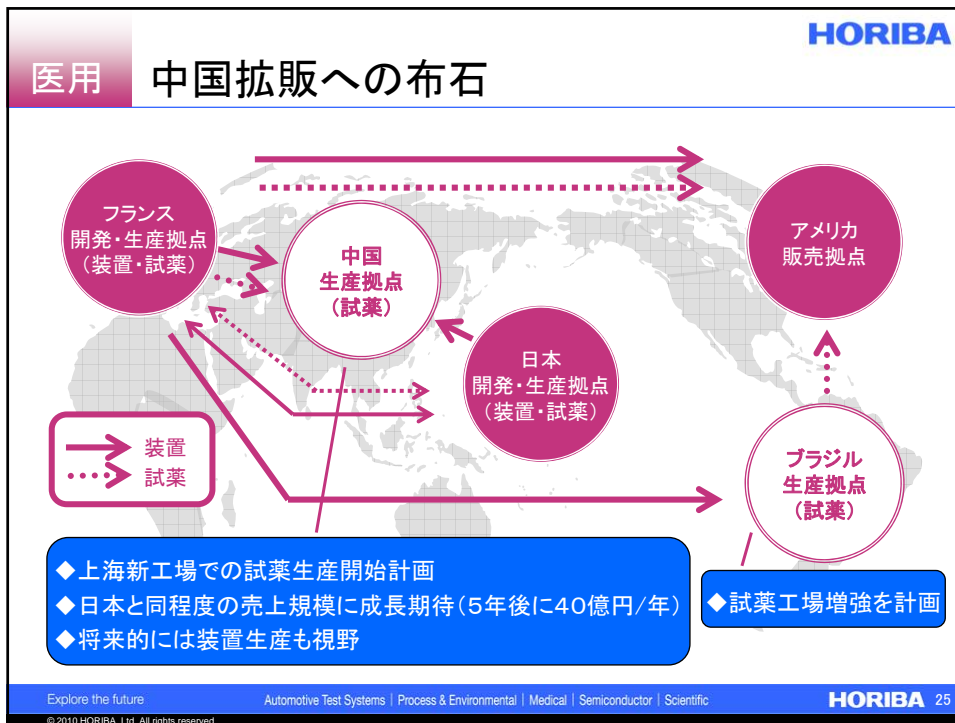 HORIBA
医用
中国拡販への布石
フランス
開発・生産拠点
（装置・試薬）
中国
生産拠点
（試薬）
アメリカ
販売拠点
日本
開発・生産拠点
（装置・試薬）
装置
試薬
ブラジル
生産拠点
（試薬）
◆上海新工場での試薬生産開始計画
◆日本と同程度の売上規模に成長期待（5年後に40億円/年）
◆将来的には装置生産も視野
◆試薬工場増強を計画
Explore the future
Automotive Test Systems | Process & Environmental | Medical | Semiconductor | Scientific
HORIBA 25
© 2010 HORIBA, Ltd. All rights reserved.